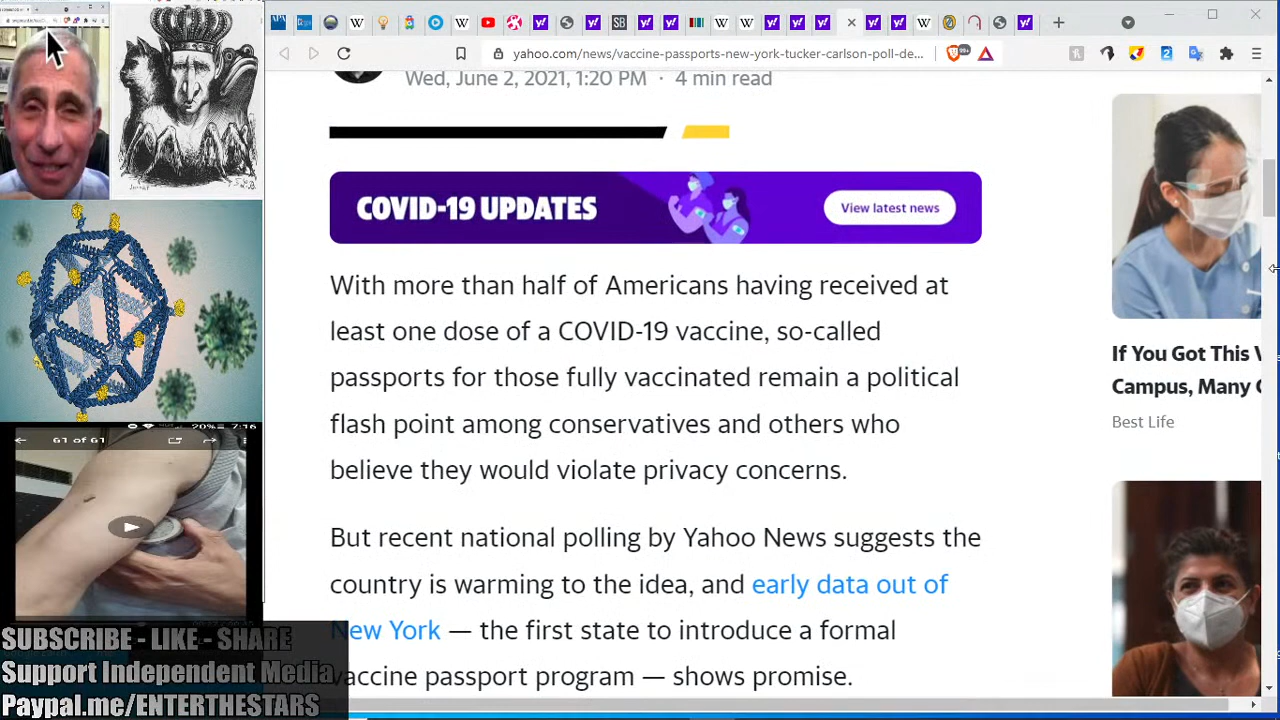 yahoo.com/news/vaccine-passports-new-york-tucker-carlson-poll-de...
99+
Wed, June 2, 2021, 1:20 PM · 4 min read
COVID-19 UPDATES
View latest news
With more than half of Americans having received at
least one dose of a COVID-19 vaccine, so-called
passports for those fully vaccinated remain a political
flash point among conservatives and others who
believe they would violate privacy concerns.
But recent national polling by Yahoo News suggests the
country is warming to the idea, and early data out of
New York — the first state to introduce a formal
vaccine passport program — shows promise.
If You Got This V
Campus, Many C
Best Life
20% 7:16
G1 of G1
SUBSCRIBE - LIKE - SHARE
Support Independent Media
Paypal.me/ENTERTHESTARS